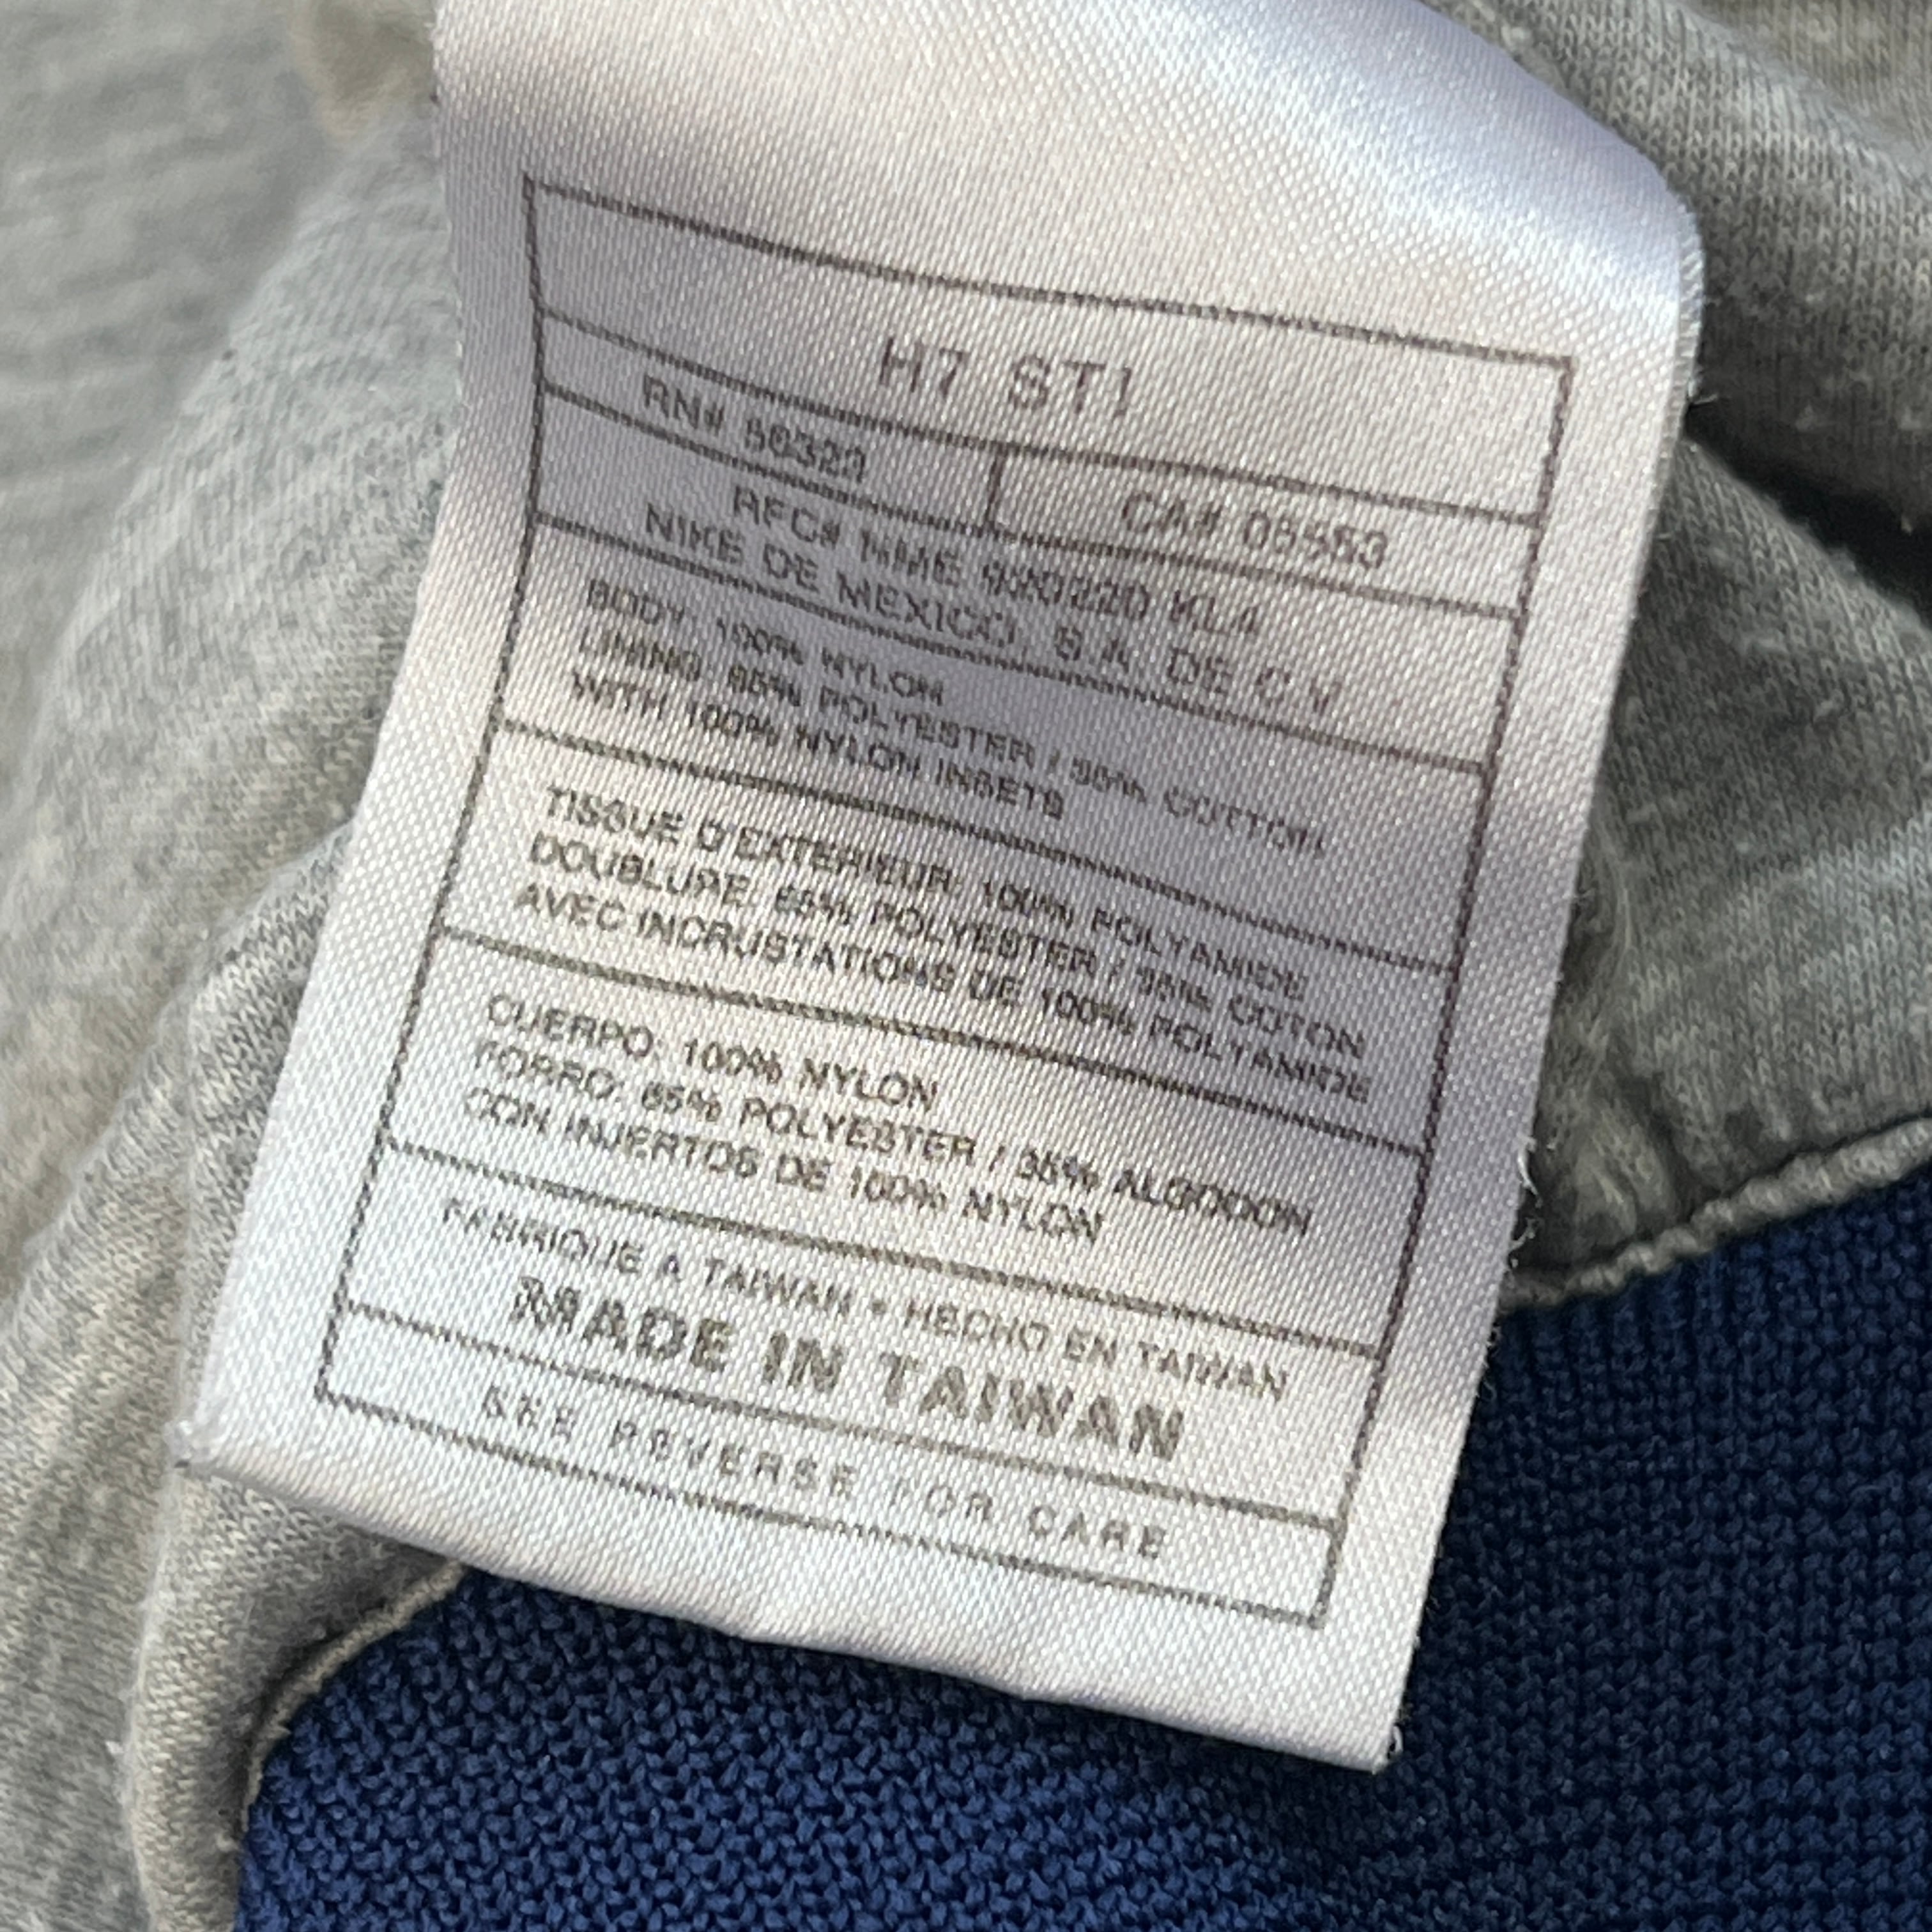 H7 STI
RN# 56323 CA# 05553
RFC# NME 920220 KL4
NIKE DE MEXICO, S.A. DE C.V.
BODY: 100% NYLON
LINING: 65% POLYESTER / 35% COTTON
WITH 100% NYLON INSETS
TISSUE D'EXTERIEUR: 100% POLYAMIDE
DOUBLURE: 65% POLYESTER / 35% COTON
AVEC INCRUSTATIONS DE 100% POLYAMIDE
CUERPO: 100% NYLON
FORRO: 65% POLYESTER / 35% ALGODON
CON INJERTOS DE 100% NYLON
FABRIQUE A TAIWAN • HECHO EN TAIWAN
MADE IN TAIWAN
SEE REVERSE FOR CARE